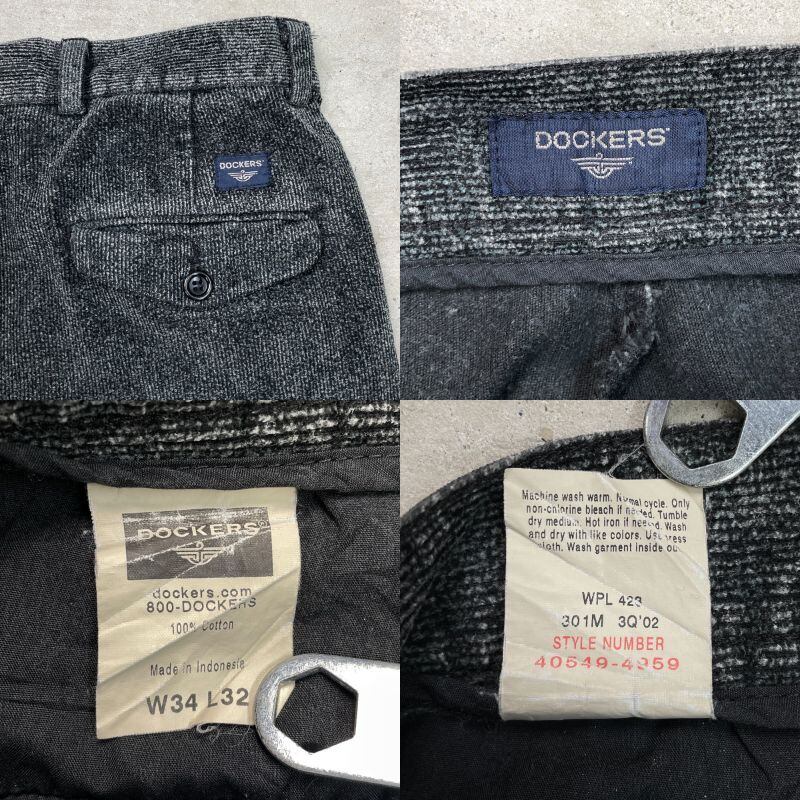 DOCKERS®
DOCKERS®
DOCKERS®
dockers.com
800-DOCKERS
100% Cotton
Made in Indonesia
W34 L32
Machine wash warm. Normal cycle. Only
non-chlorine bleach if needed. Tumble
dry medium. Hot iron if needed. Wash
and dry with like colors. Use press
cloth. Wash garment inside out
WPL 423
301M 3Q'02
STYLE NUMBER
40549-4959